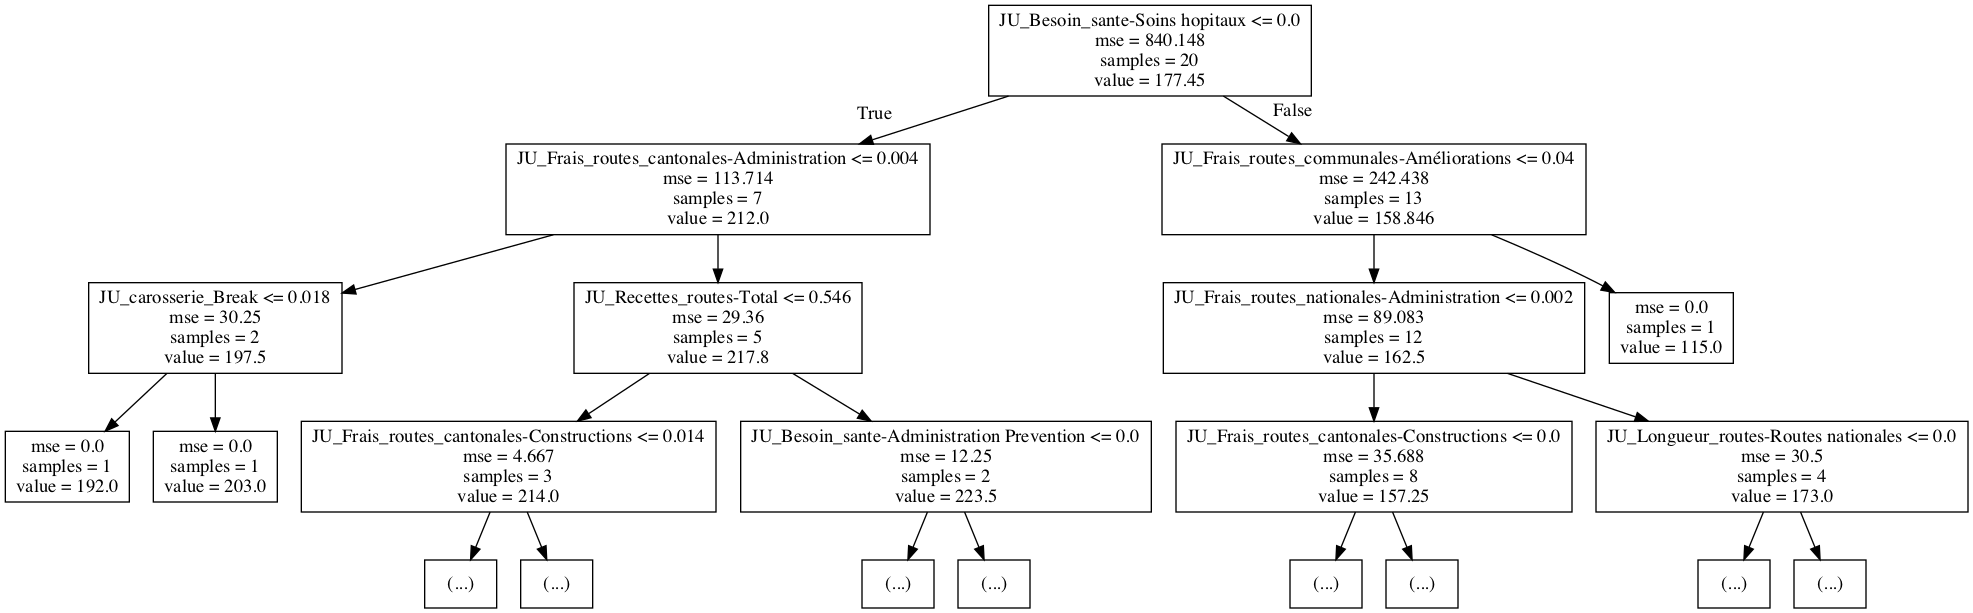 JU_Besoin_sante-Soins hopitaux <= 0.0
mse = 840.148
samples = 20
value = 177.45
True
False
JU_Frais_routes_cantonales-Administration <= 0.004
mse = 113.714
samples = 7
value = 212.0
JU_Frais_routes_communales-Améliorations <= 0.04
mse = 242.438
samples = 13
value = 158.846
JU_carosserie_Break <= 0.018
mse = 30.25
samples = 2
value = 197.5
JU_Recettes_routes-Total <= 0.546
mse = 29.36
samples = 5
value = 217.8
JU_Frais_routes_nationales-Administration <= 0.002
mse = 89.083
samples = 12
value = 162.5
mse = 0.0
samples = 1
value = 115.0
mse = 0.0
samples = 1
value = 192.0
mse = 0.0
samples = 1
value = 203.0
JU_Frais_routes_cantonales-Constructions <= 0.014
mse = 4.667
samples = 3
value = 214.0
JU_Besoin_sante-Administration Prevention <= 0.0
mse = 12.25
samples = 2
value = 223.5
JU_Frais_routes_cantonales-Constructions <= 0.0
mse = 35.688
samples = 8
value = 157.25
JU_Longueur_routes-Routes nationales <= 0.0
mse = 30.5
samples = 4
value = 173.0
(...)
(...)
(...)
(...)
(...)
(...)
(...)
(...)